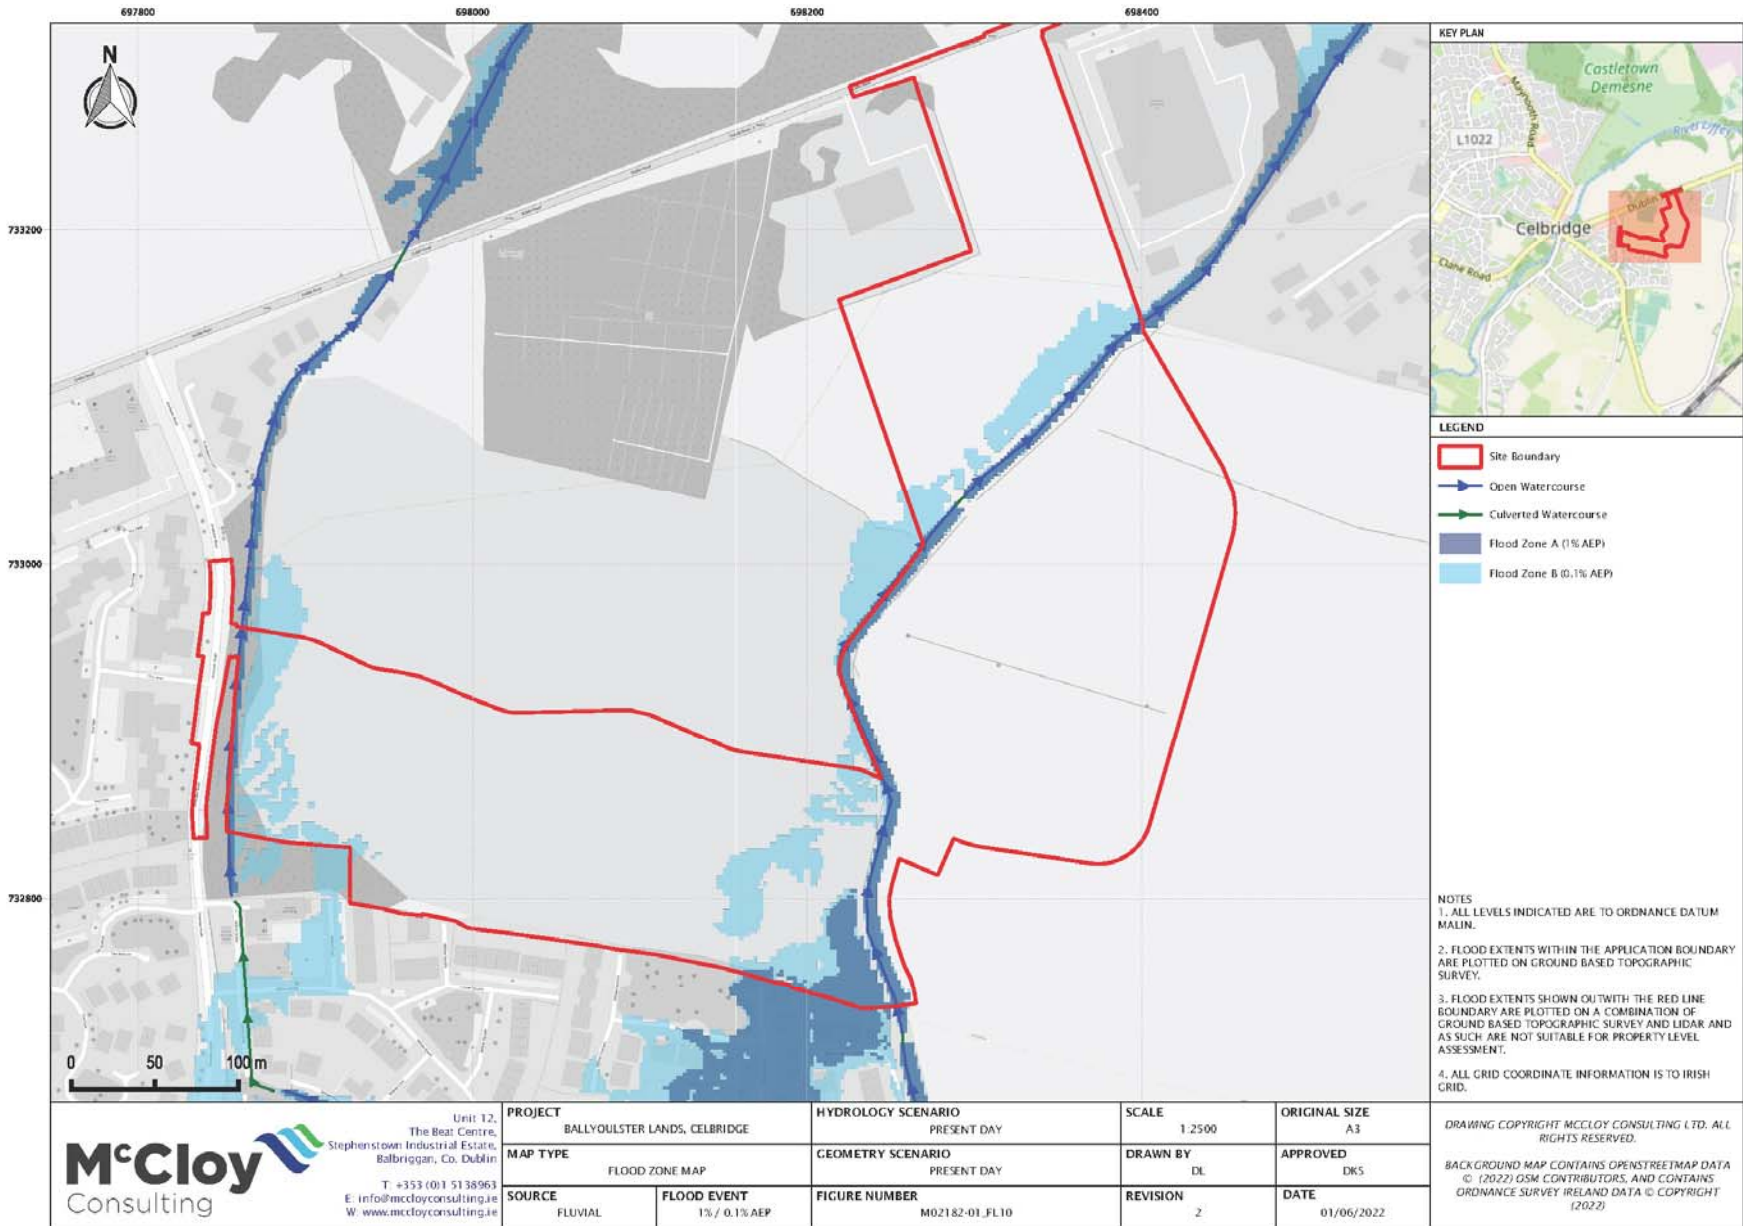 697800
698000
698200
698400
N
733200
733000
732800
0 50 100 m
KEY PLAN
Castletown
Demesne
Maynooth Road
River Liffey
L1022
Dublin
Celbridge
Clane Road
LEGEND
Site Boundary
Open Watercourse
Culverted Watercourse
Flood Zone A (1% AEP)
Flood Zone B (0.1% AEP)
NOTES
1. ALL LEVELS INDICATED ARE TO ORDNANCE DATUM
MALIN.
2. FLOOD EXTENTS WITHIN THE APPLICATION BOUNDARY
ARE PLOTTED ON GROUND BASED TOPOGRAPHIC
SURVEY.
3. FLOOD EXTENTS SHOWN OUTWITH THE RED LINE
BOUNDARY ARE PLOTTED ON A COMBINATION OF
GROUND BASED TOPOGRAPHIC SURVEY AND LIDAR AND
AS SUCH ARE NOT SUITABLE FOR PROPERTY LEVEL
ASSESSMENT.
4. ALL GRID COORDINATE INFORMATION IS TO IRISH
GRID.
McCloy
Consulting
Unit 12,
The Beat Centre,
Stephenstown Industrial Estate,
Balbriggan, Co. Dublin
T: +353 (0)1 5138963
E: info@mccloyconsulting.ie
W: www.mccloyconsulting.ie
PROJECT
BALLYOULSTER LANDS, CELBRIDGE
MAP TYPE
FLOOD ZONE MAP
SOURCE
FLUVIAL
FLOOD EVENT
1% / 0.1% AEP
HYDROLOGY SCENARIO
PRESENT DAY
GEOMETRY SCENARIO
PRESENT DAY
FIGURE NUMBER
M02182-01_FL10
SCALE
1:2500
ORIGINAL SIZE
A3
DRAWN BY
DL
APPROVED
DKS
REVISION
2
DATE
01/06/2022
DRAWING COPYRIGHT MCCLOY CONSULTING LTD. ALL
RIGHTS RESERVED.
BACKGROUND MAP CONTAINS OPENSTREETMAP DATA
© (2022) OSM CONTRIBUTORS, AND CONTAINS
ORDNANCE SURVEY IRELAND DATA © COPYRIGHT
(2022)